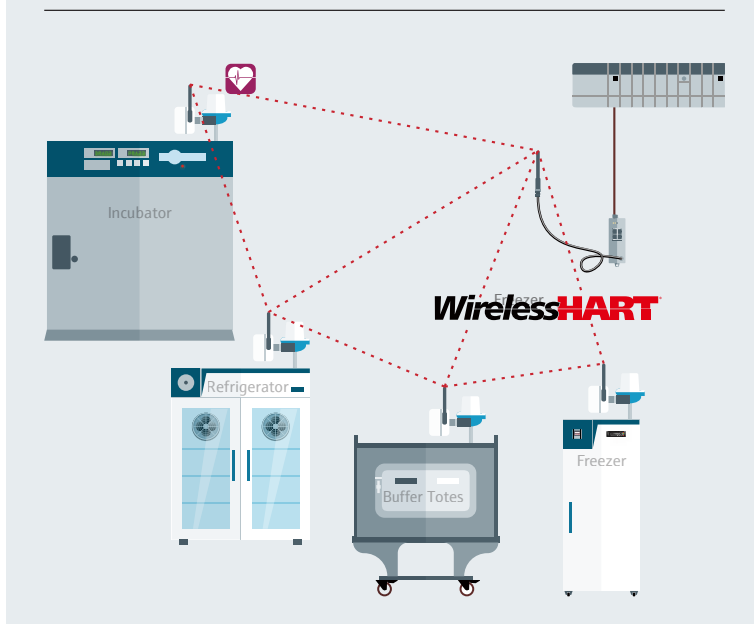 Incubator
Freezer
WirelessHART
Refrigerator
Freezer
Buffer Totes